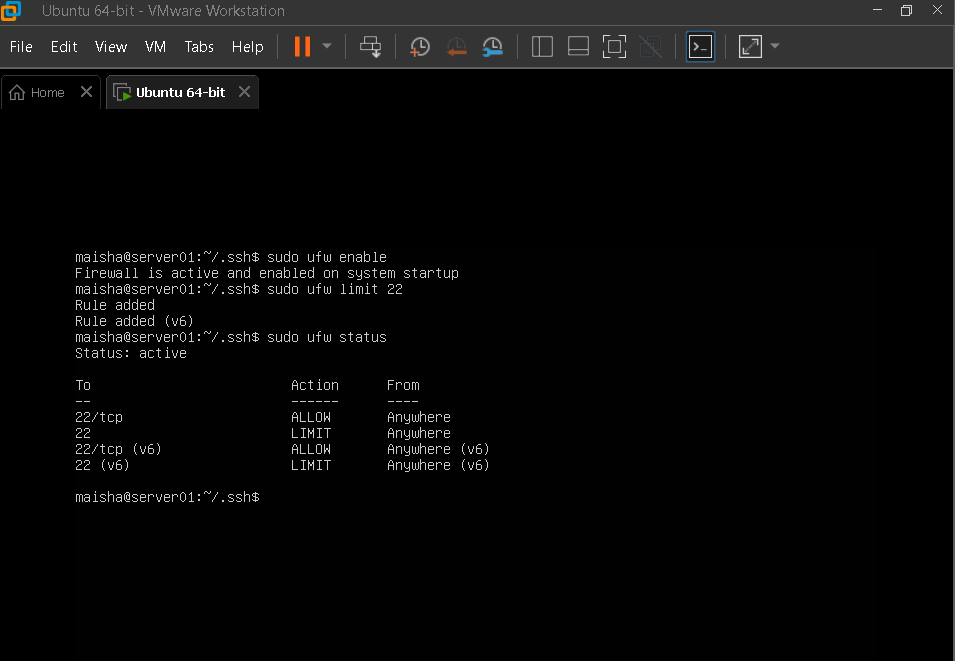 Ubuntu 64-bit - VMware Workstation
File Edit View VM Tabs Help
Home Ubuntu 64-bit
maisha@server01:~/.ssh$ sudo ufw enable
Firewall is active and enabled on system startup
maisha@server01:~/.ssh$ sudo ufw limit 22
Rule added
Rule added (v6)
maisha@server01:~/.ssh$ sudo ufw status
Status: active
To Action From
-- ------ ----
22/tcp ALLOW Anywhere
22 LIMIT Anywhere
22/tcp (v6) ALLOW Anywhere (v6)
22 (v6) LIMIT Anywhere (v6)
maisha@server01:~/.ssh$